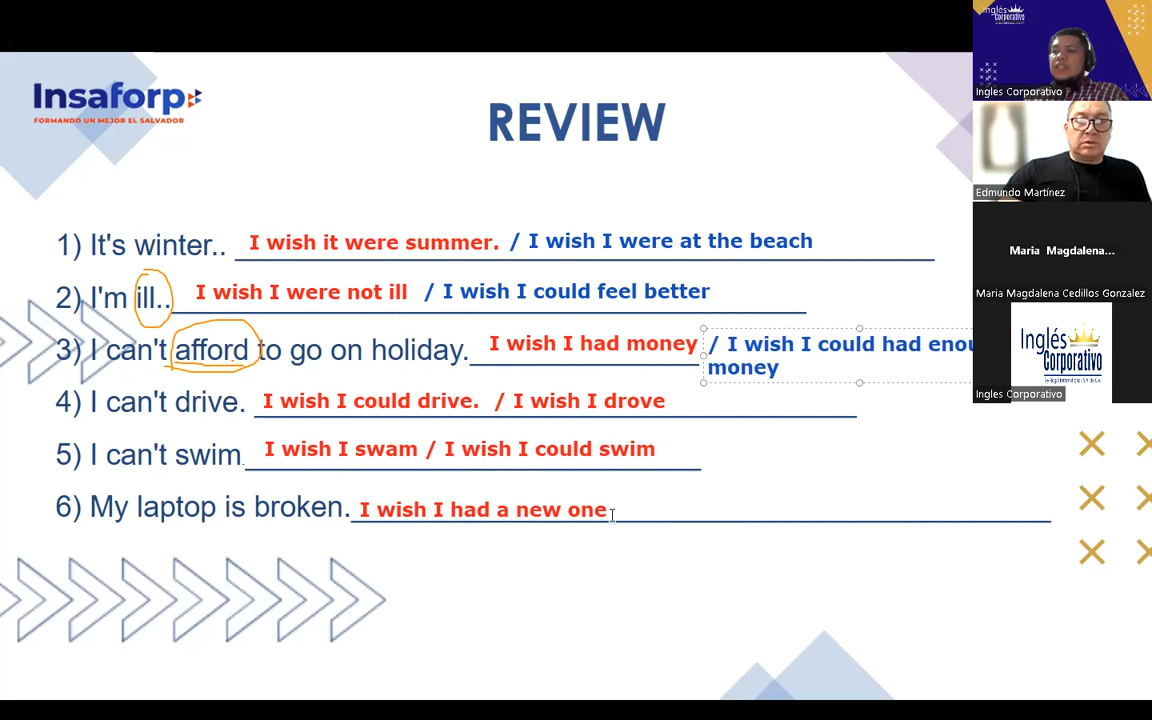 Inglés
Corporativo
Ingles Corporativo
Insaforp
FORMANDO UN MEJOR EL SALVADOR
REVIEW
Edmundo Martínez
Maria Magdalena...
Maria Magdalena Cedillos Gonzalez
1) It's winter.. I wish it were summer. / I wish I were at the beach
2) I'm ill.. I wish I were not ill / I wish I could feel better
3) I can't afford to go on holiday. I wish I had money / I wish I could had enou
money
Inglés
Corporativo
Ingles Corporativo
4) I can't drive. I wish I could drive. / I wish I drove
5) I can't swim. I wish I swam / I wish I could swim
6) My laptop is broken. I wish I had a new one